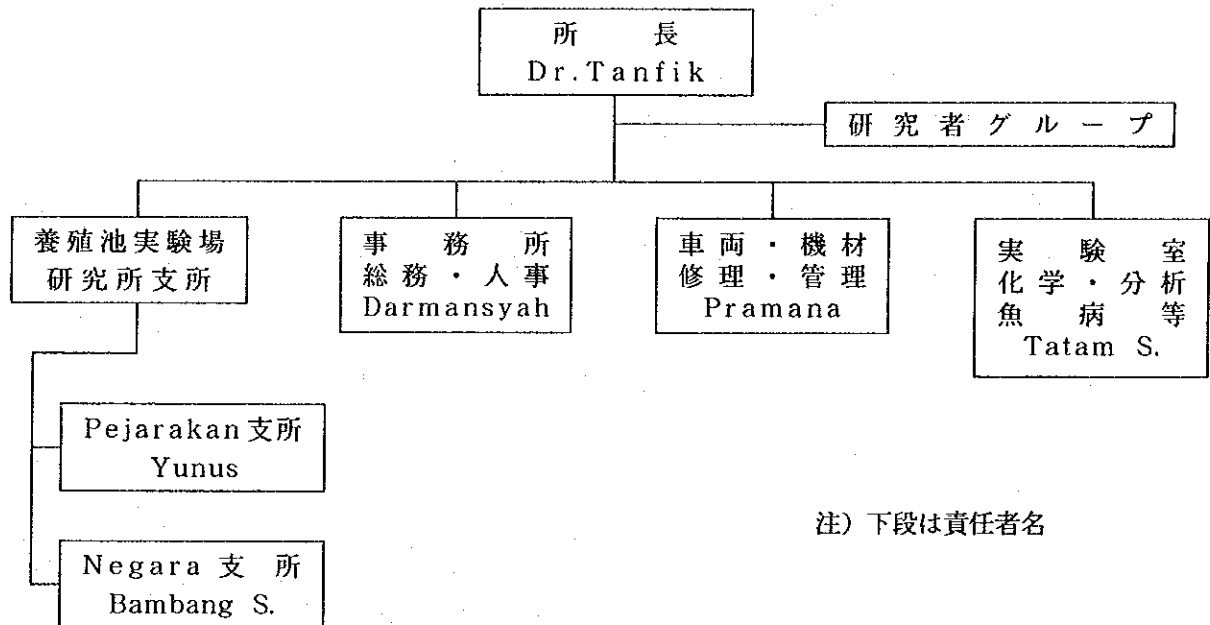 所長
Dr.Tanfik
研究者グループ
養殖池実験場
研究所支所
事務所
総務・人事
Darmansyah
車両・機材
修理・管理
Pramana
実験室
化学・分析
魚病等
Tatam S.
Pejarakan支所
Yunus
Negara 支所
Bambang S.
注）下段は責任者名